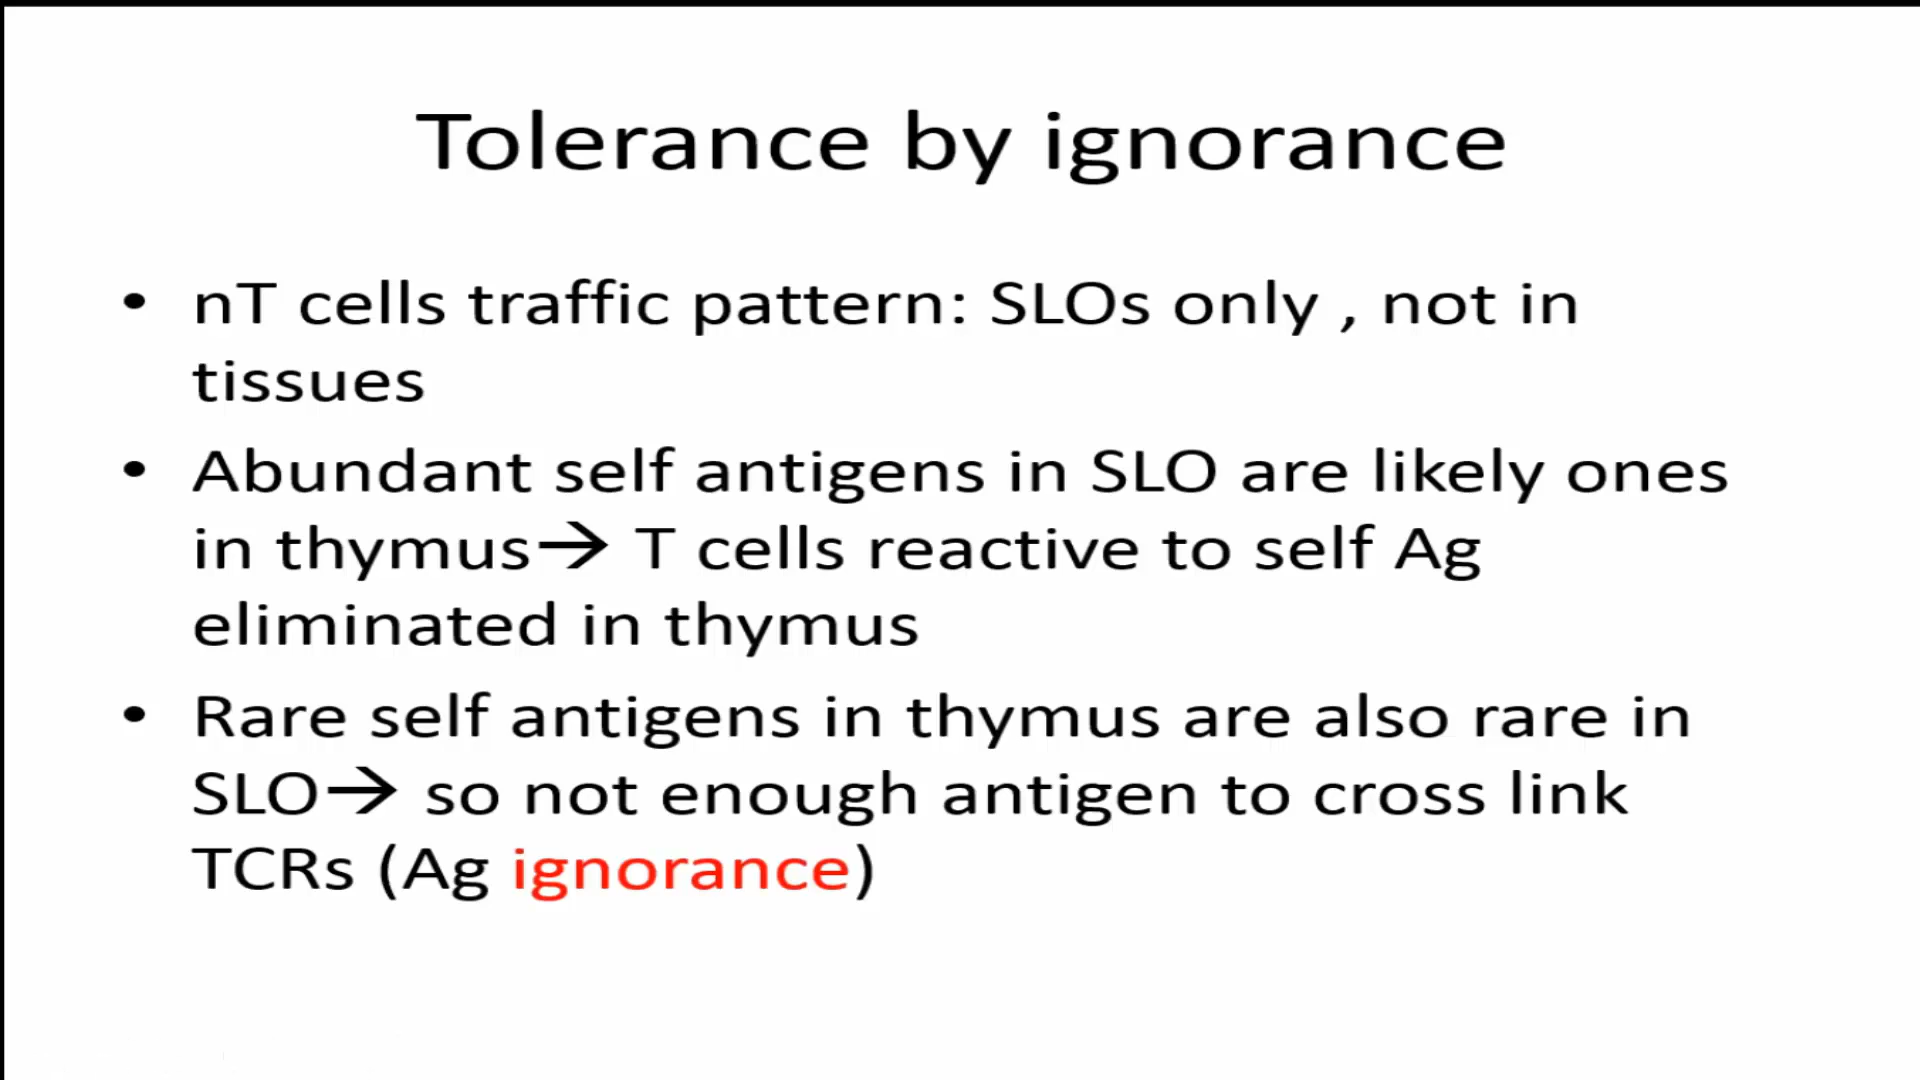 Tolerance by ignorance
• nT cells traffic pattern: SLOs only , not in
tissues
• Abundant self antigens in SLO are likely ones
in thymus→ T cells reactive to self Ag
eliminated in thymus
• Rare self antigens in thymus are also rare in
SLO→ so not enough antigen to cross link
TCRs (Ag ignorance)